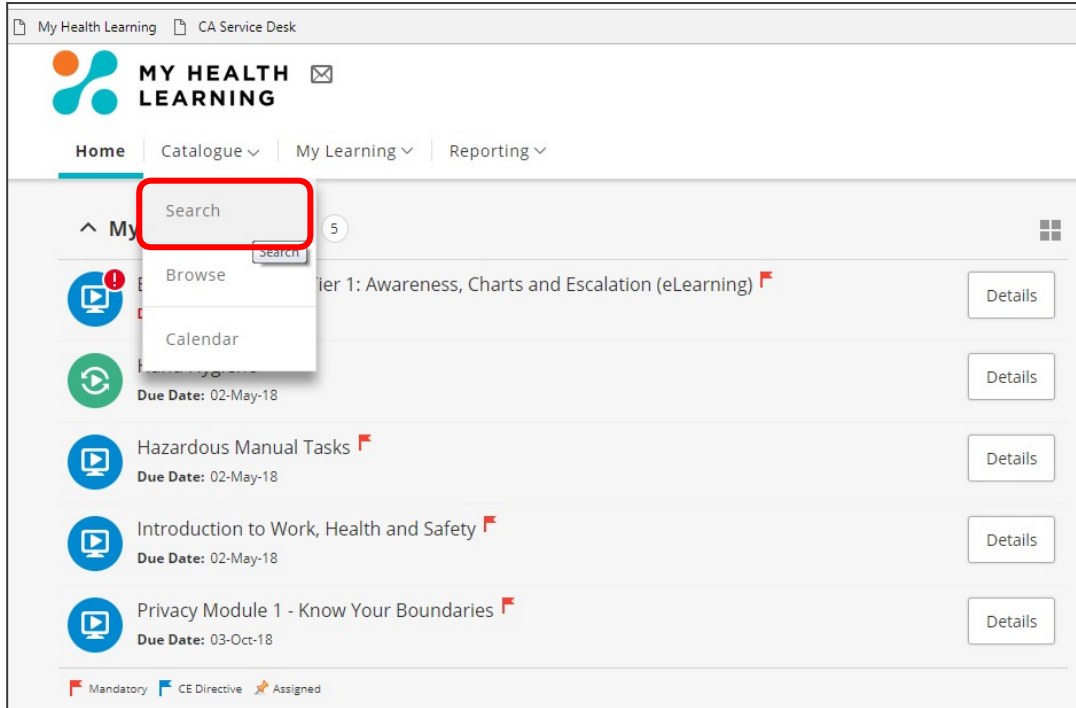 My Health Learning CA Service Desk
MY HEALTH
LEARNING
Home Catalogue My Learning Reporting
Search
My 5
Search
Browse
ier 1: Awareness, Charts and Escalation (eLearning) Details
Calendar
Hand Hygiene Details
Due Date: 02-May-18
Hazardous Manual Tasks Details
Due Date: 02-May-18
Introduction to Work, Health and Safety Details
Due Date: 02-May-18
Privacy Module 1 - Know Your Boundaries Details
Due Date: 03-Oct-18
Mandatory CE Directive Assigned